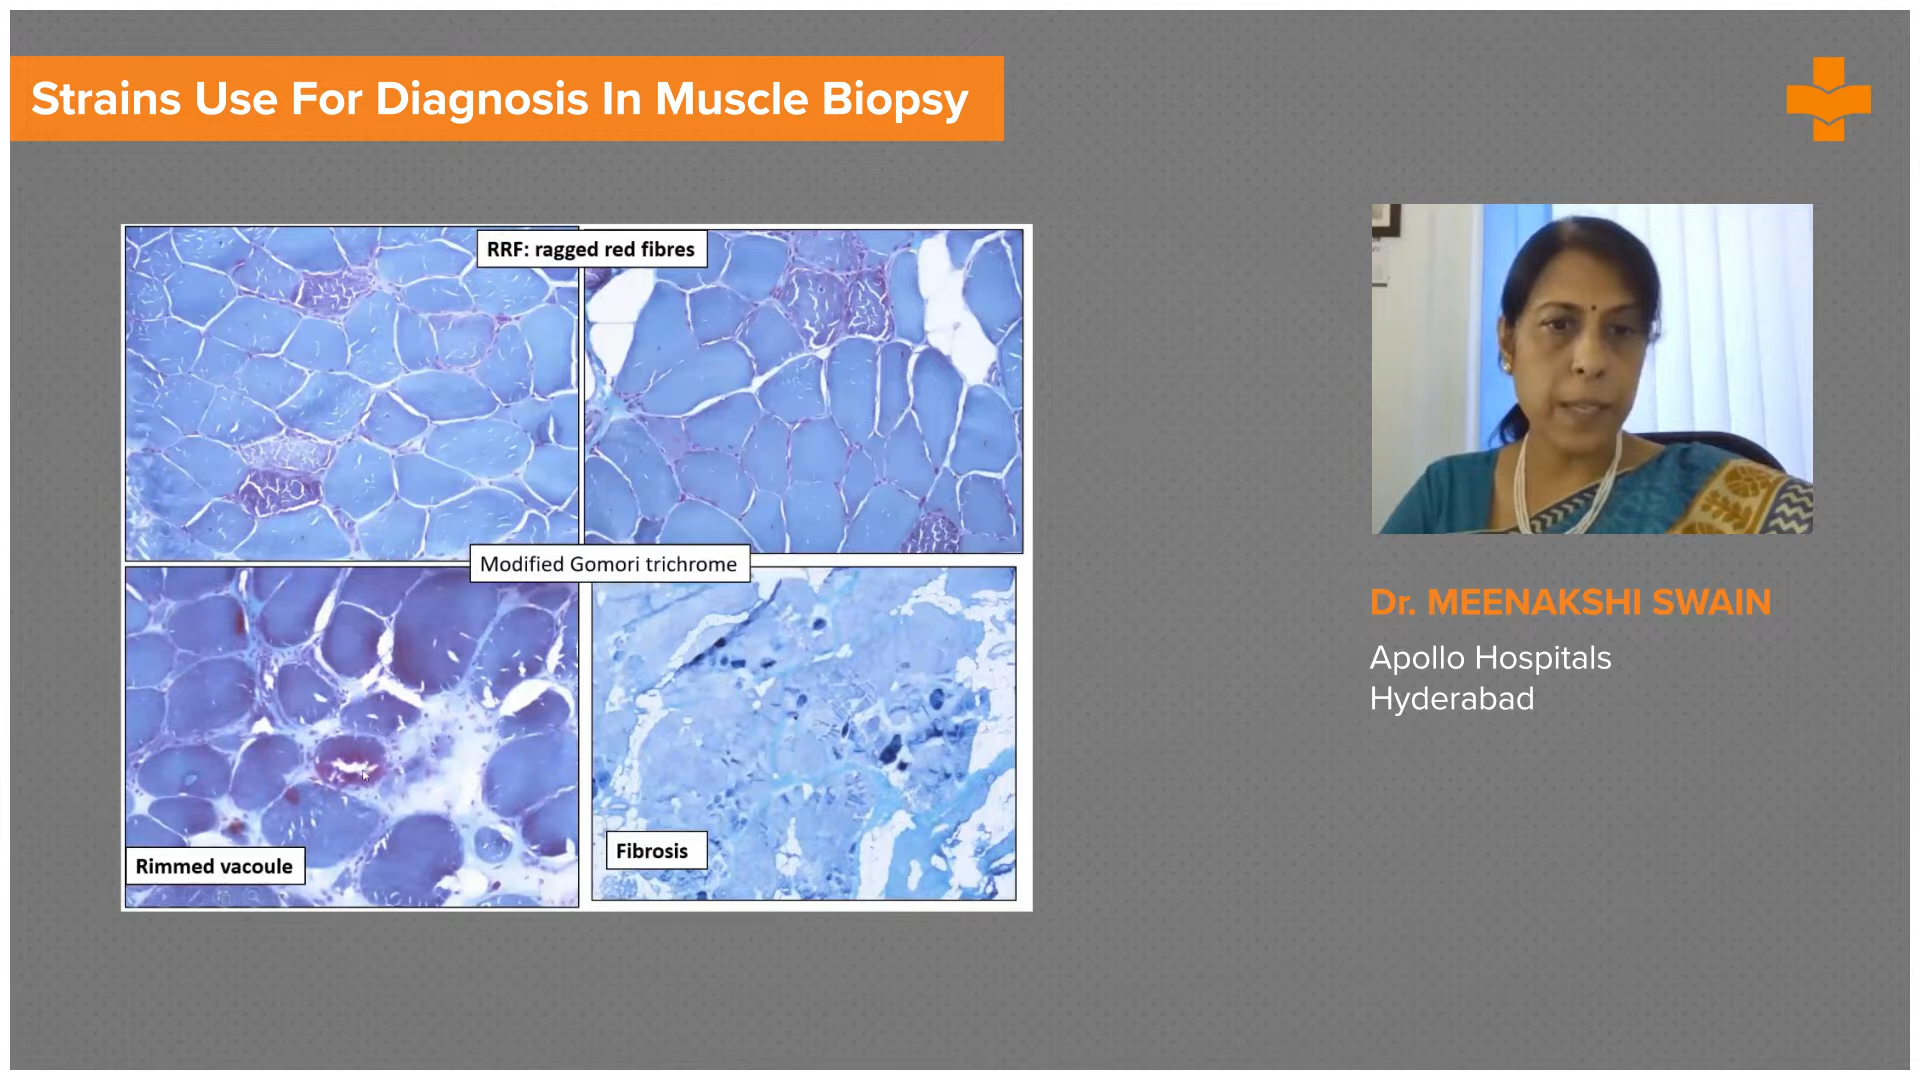 Strains Use For Diagnosis In Muscle Biopsy
RRF: ragged red fibres
Modified Gomori trichrome
Rimmed vacoule
Fibrosis
Dr. MEENAKSHI SWAIN
Apollo Hospitals
Hyderabad